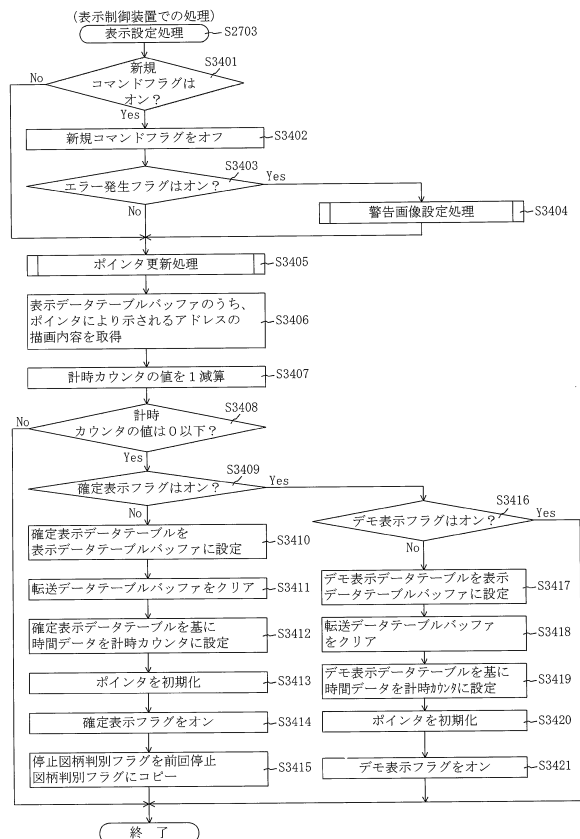 (表示制御装置での処理)
表示設定処理
S2703
新規
コマンドフラグは
オン?
S3401
No
Yes
新規コマンドフラグをオフ
S3402
エラー発生フラグはオン?
S3403
Yes
No
警告画像設定処理
S3404
ポインタ更新処理
S3405
表示データテーブルバッファのうち、
ポインタにより示されるアドレスの
描画内容を取得
S3406
計時カウンタの値を1減算
S3407
計時
カウンタの値は0以下?
S3408
No
Yes
確定表示フラグはオン?
S3409
Yes
No
確定表示データテーブルを
表示データテーブルバッファに設定
S3410
転送データテーブルバッファをクリア
S3411
確定表示データテーブルを基に
時間データを計時カウンタに設定
S3412
ポインタを初期化
S3413
確定表示フラグをオン
S3414
停止図柄判別フラグを前回停止
図柄判別フラグにコピー
S3415
デモ表示フラグはオン?
S3416
Yes
No
デモ表示データテーブルを表示
データテーブルバッファに設定
S3417
転送データテーブルバッファ
をクリア
S3418
デモ表示データテーブルを基に
時間データを計時カウンタに設定
S3419
ポインタを初期化
S3420
デモ表示フラグをオン
S3421
終了